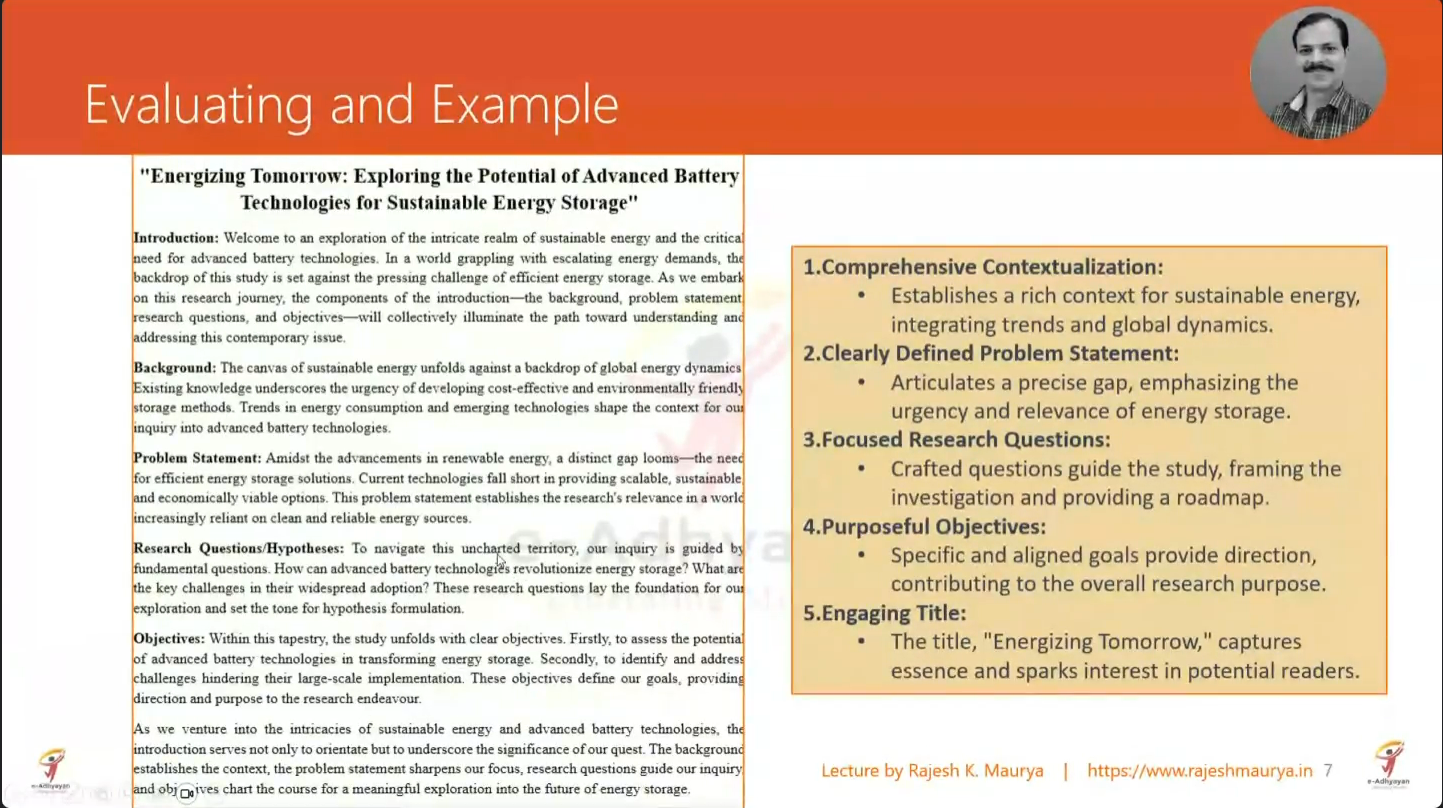 Evaluating and Example
"Energizing Tomorrow: Exploring the Potential of Advanced Battery
Technologies for Sustainable Energy Storage"
Introduction: Welcome to an exploration of the intricate realm of sustainable energy and the critical
need for advanced battery technologies. In a world grappling with escalating energy demands, the
backdrop of this study is set against the pressing challenge of efficient energy storage. As we embark
on this research journey, the components of the introduction—the background, problem statement
research questions, and objectives—will collectively illuminate the path toward understanding and
addressing this contemporary issue.
Background: The canvas of sustainable energy unfolds against a backdrop of global energy dynamics
Existing knowledge underscores the urgency of developing cost-effective and environmentally friendly
storage methods. Trends in energy consumption and emerging technologies shape the context for our
inquiry into advanced battery technologies.
Problem Statement: Amidst the advancements in renewable energy, a distinct gap looms—the need
for efficient energy storage solutions. Current technologies fall short in providing scalable, sustainable
and economically viable options. This problem statement establishes the research's relevance in a world
increasingly reliant on clean and reliable energy sources.
Research Questions/Hypotheses: To navigate this uncharted territory, our inquiry is guided by
fundamental questions. How can advanced battery technologies revolutionize energy storage? What are
the key challenges in their widespread adoption? These research questions lay the foundation for our
exploration and set the tone for hypothesis formulation.
Objectives: Within this tapestry, the study unfolds with clear objectives. Firstly, to assess the potential
of advanced battery technologies in transforming energy storage. Secondly, to identify and address
challenges hindering their large-scale implementation. These objectives define our goals, providing
direction and purpose to the research endeavour.
As we venture into the intricacies of sustainable energy and advanced battery technologies, the
introduction serves not only to orientate but to underscore the significance of our quest. The background
establishes the context, the problem statement sharpens our focus, research questions guide our inquiry
and objectives chart the course for a meaningful exploration into the future of energy storage.
1.Comprehensive Contextualization:
• Establishes a rich context for sustainable energy,
integrating trends and global dynamics.
2.Clearly Defined Problem Statement:
• Articulates a precise gap, emphasizing the
urgency and relevance of energy storage.
3.Focused Research Questions:
• Crafted questions guide the study, framing the
investigation and providing a roadmap.
4.Purposeful Objectives:
• Specific and aligned goals provide direction,
contributing to the overall research purpose.
5.Engaging Title:
• The title, "Energizing Tomorrow," captures
essence and sparks interest in potential readers.
e-Adhyayan
Lecture by Rajesh K. Maurya | https://www.rajeshmaurya.in 7
e-Adhyayan
e-Adhya